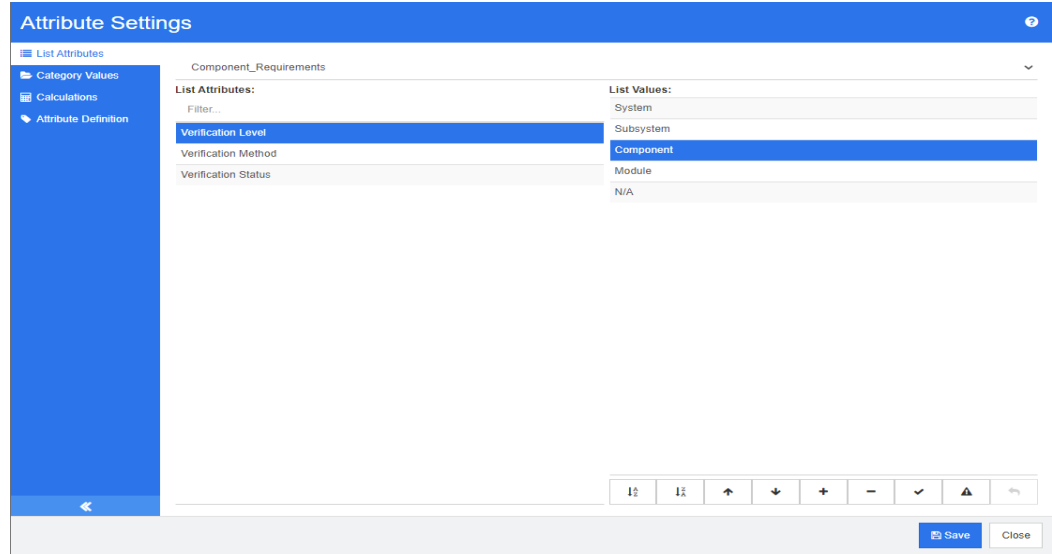 Attribute Settings
List Attributes
Category Values
Calculations
Attribute Definition
Component_Requirements
List Attributes:
Filter...
Verification Level
Verification Method
Verification Status
List Values:
System
Subsystem
Component
Module
N/A
Save
Close